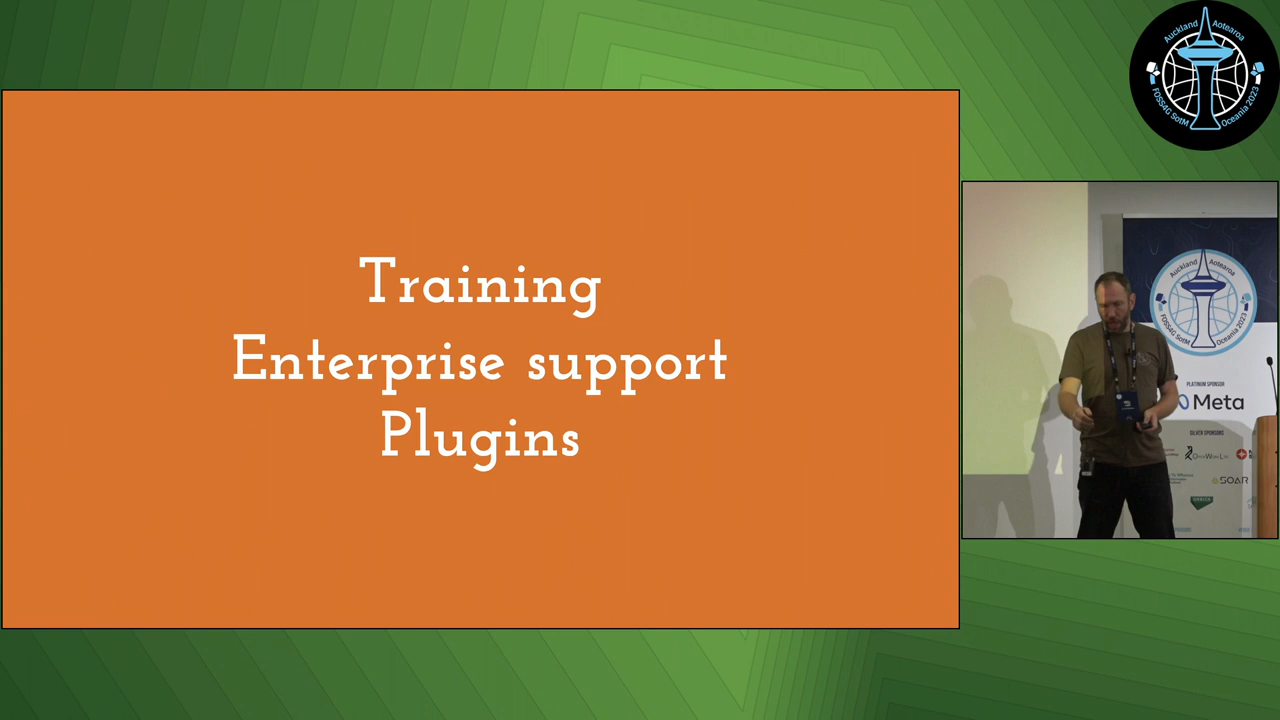 Training
Enterprise support
Plugins
Auckland Aotearoa
FOSS4G SotM Oceania 2023
Auckland Aotearoa
FOSS4G SotM Oceania 2023
PLATINUM SPONSOR
Meta
SILVER SPONSORS
SOAR